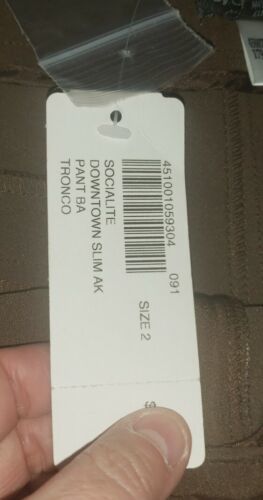 451001059304
091
SIZE 2
SOCIALITE
DOWNTOWN SLIM AK
PANT BA
TRONCO
$